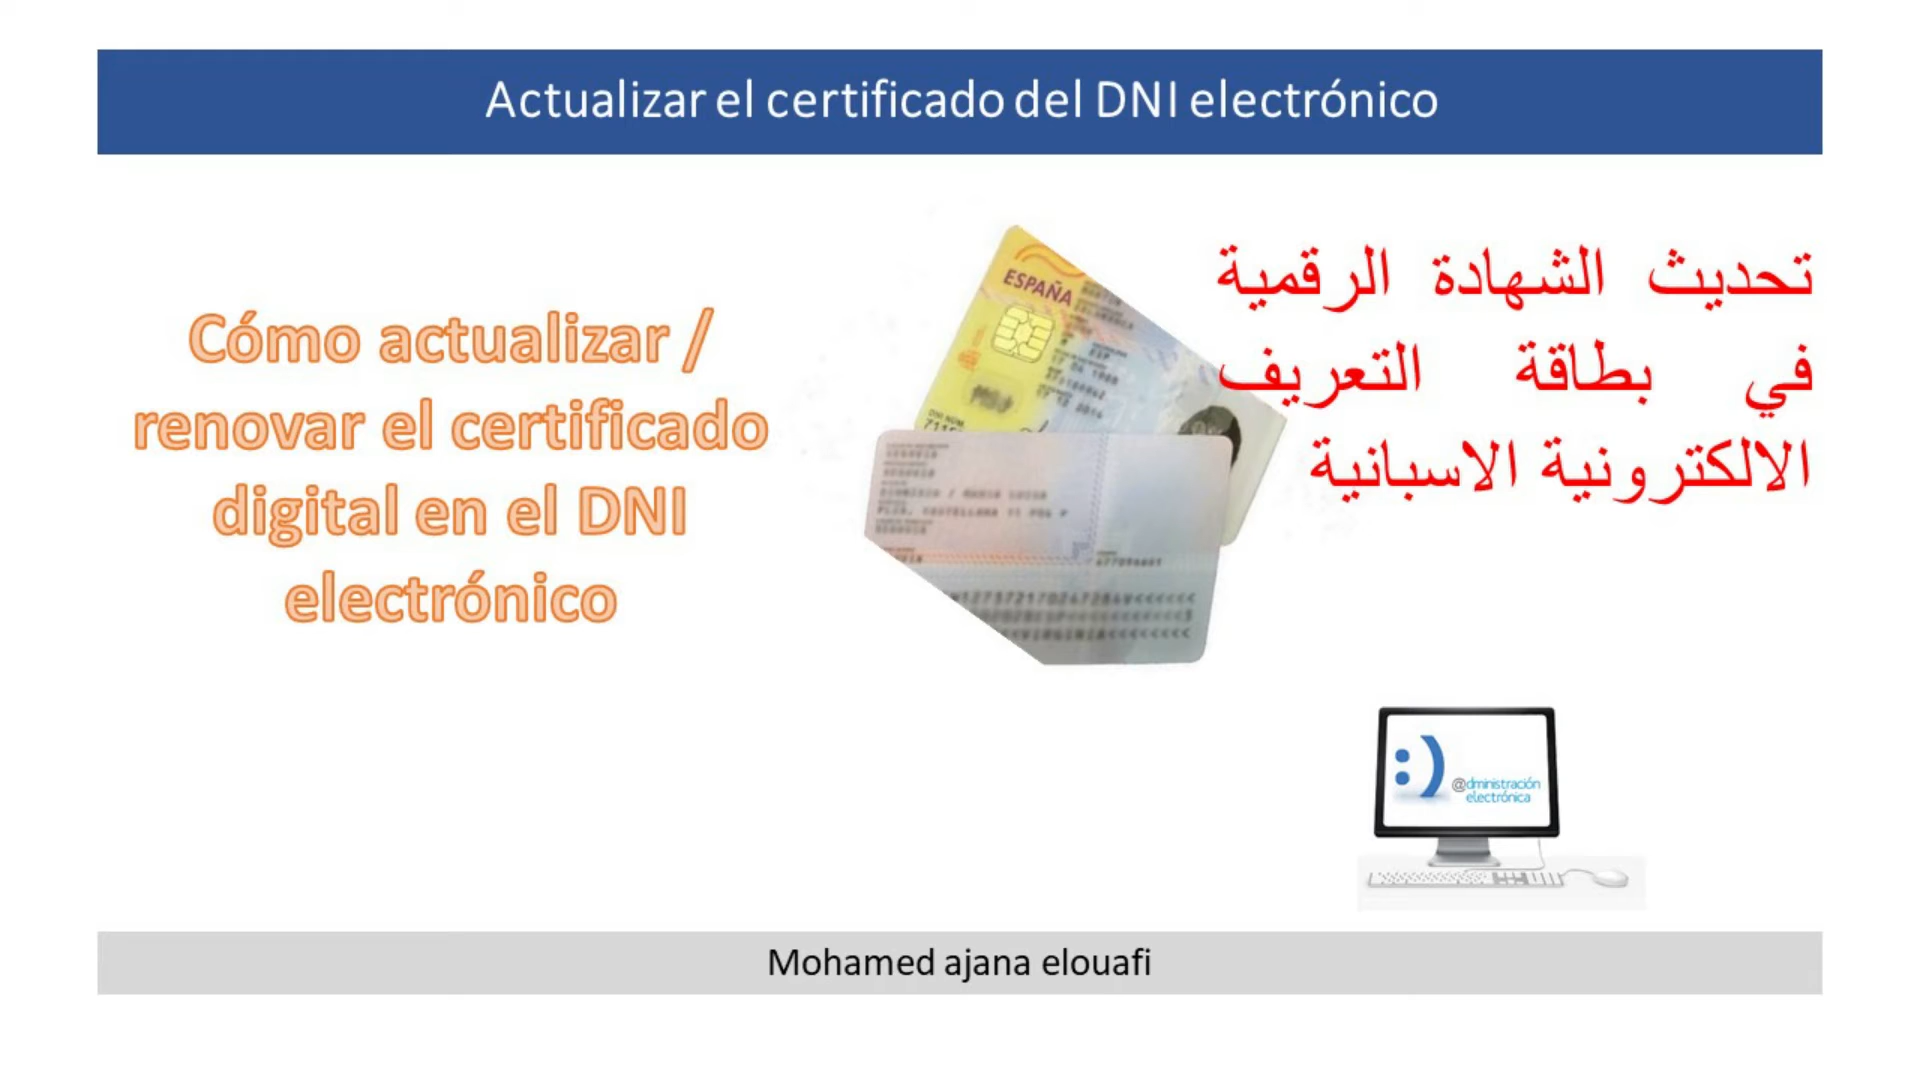 Actualizar el certificado del DNI electrónico
Cómo actualizar /
renovar el certificado
digital en el DNI
electrónico
ESPAÑA
تحديث الشهادة الرقمية
في بطاقة التعريف
الالكترونية الاسبانية
:) @dministración
electrónica
Mohamed ajana elouafi